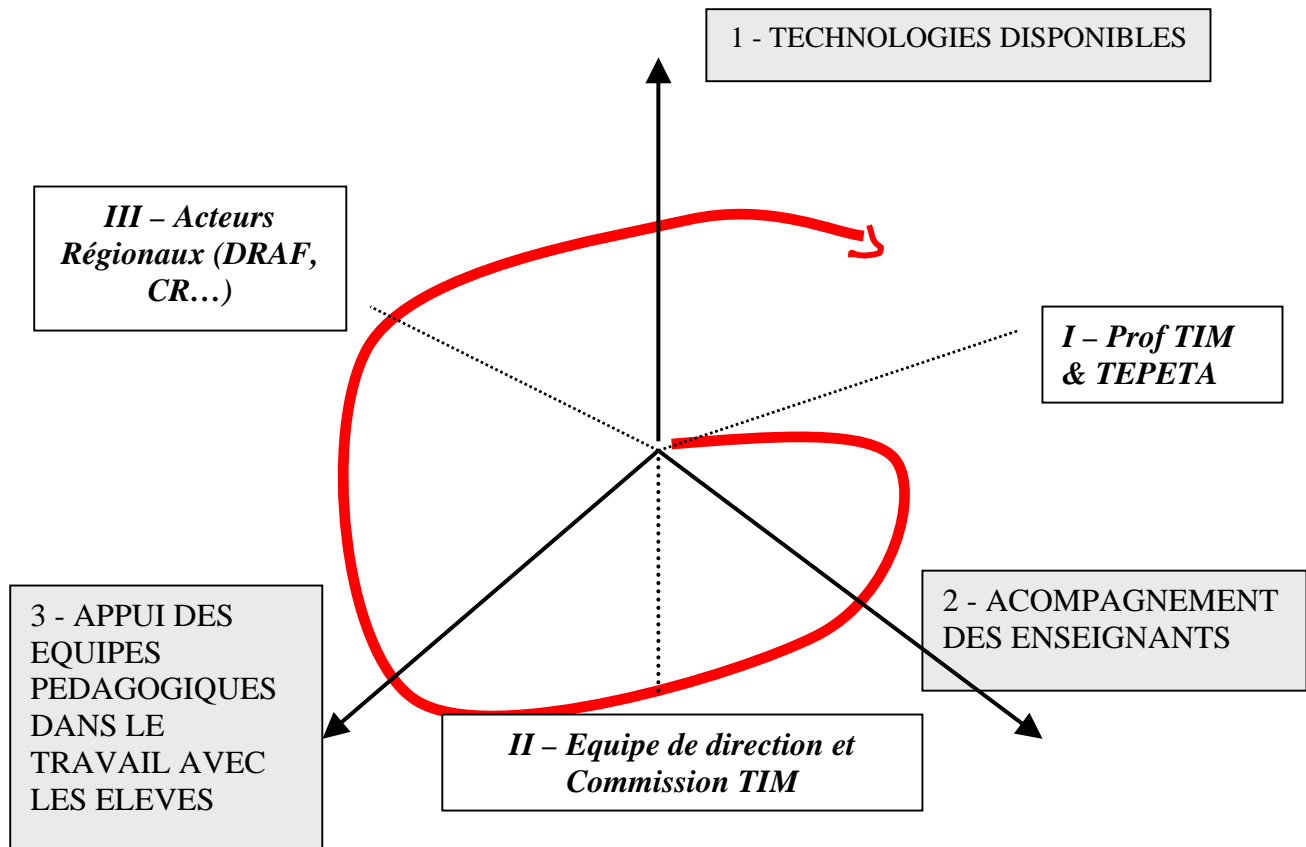 1 - TECHNOLOGIES DISPONIBLES
III – Acteurs
Régionaux (DRAF,
CR…)
I – Prof TIM
& TEPETA
3 - APPUI DES
EQUIPES
PEDAGOGIQUES
DANS LE
TRAVAIL AVEC
LES ELEVES
2 - ACOMPAGNEMENT
DES ENSEIGNANTS
II – Equipe de direction et
Commission TIM